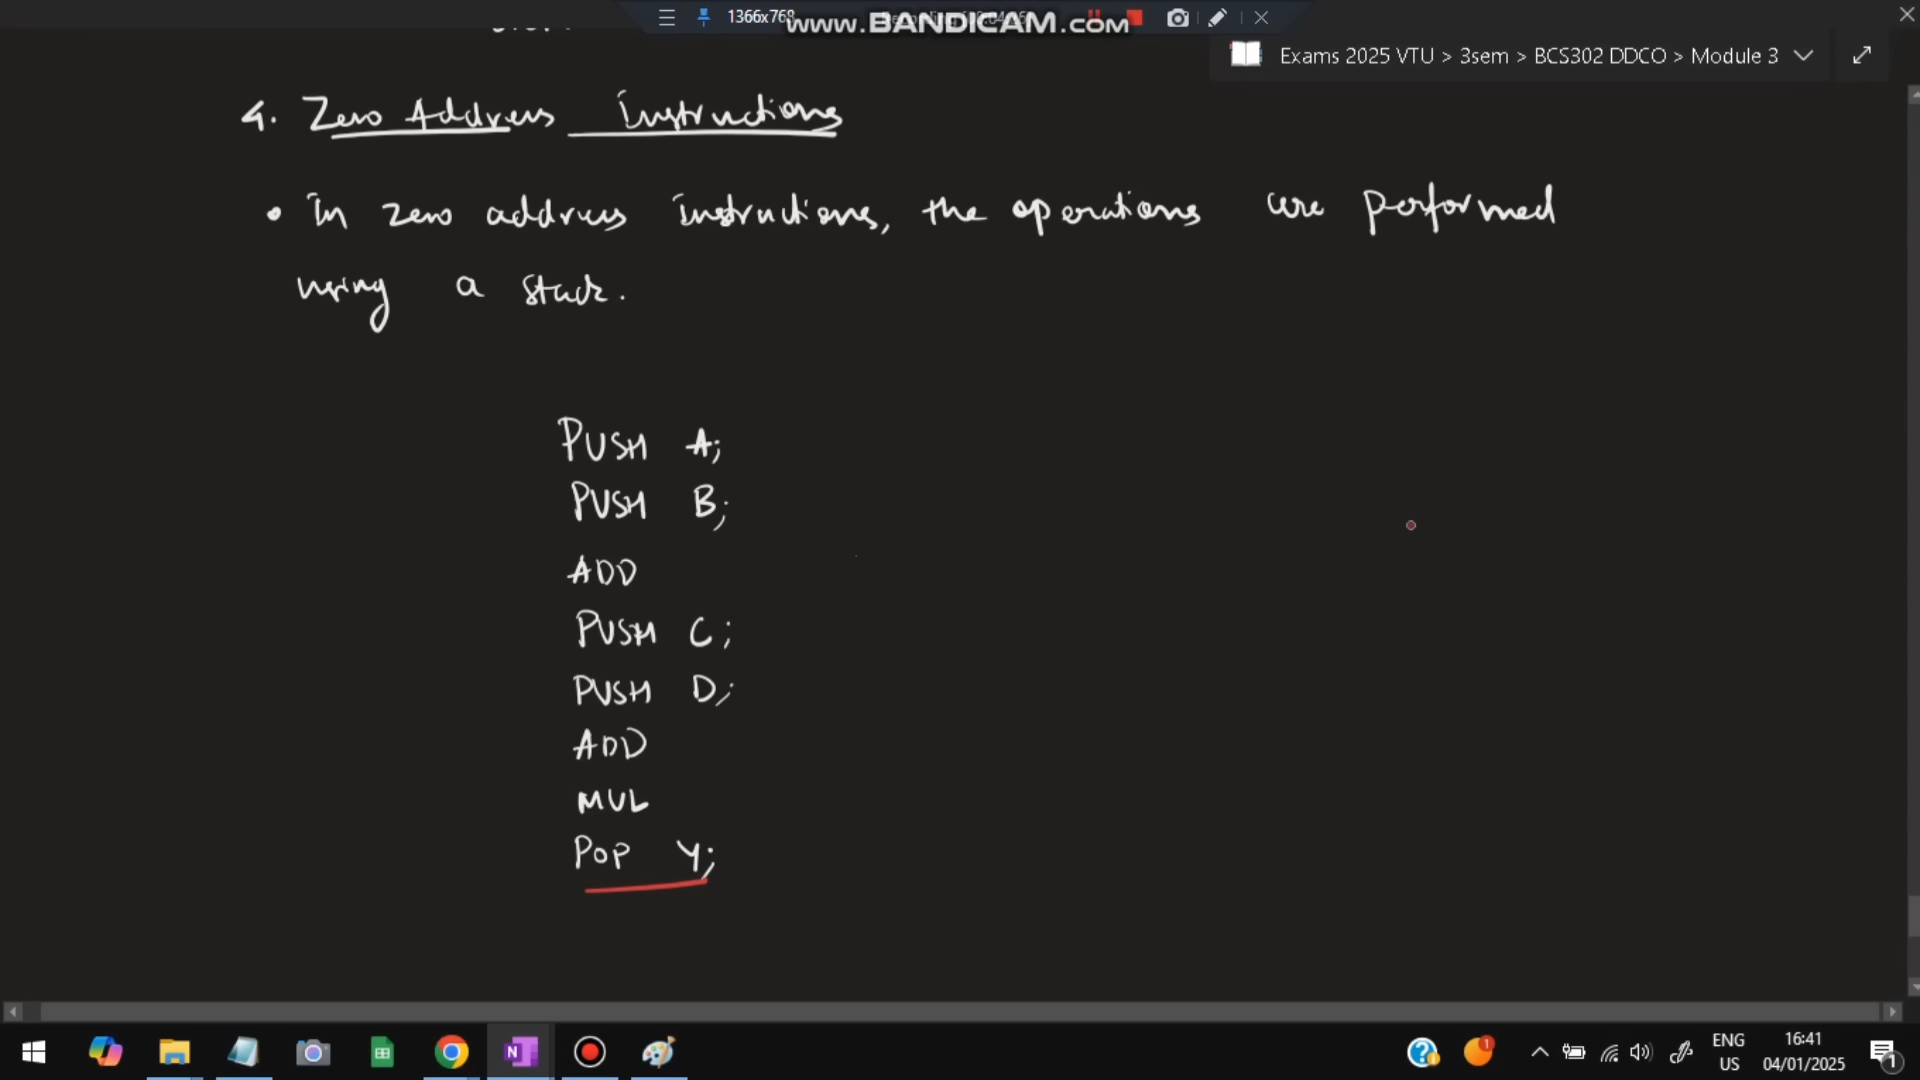 1366x768
www.BANDICAM.com
Exams 2025 VTU > 3sem > BCS302 DDCO > Module 3
4. Zero Address Instructions
• In zero address instructions, the operations are performed
using a stack.
PUSH A;
PUSH B;
ADD
PUSH C;
PUSH D;
ADD
MUL
POP Y;
ENG
US
16:41
04/01/2025